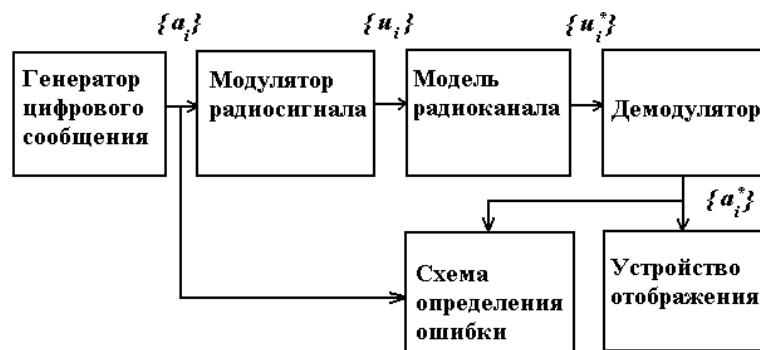 {a_i}
{u_i}
{u_i^*}
Генератор
цифрового
сообщения
Модулятор
радиосигнала
Модель
радиоканала
Демодулятор
{a_i^*}
Схема
определения
ошибки
Устройство
отображения